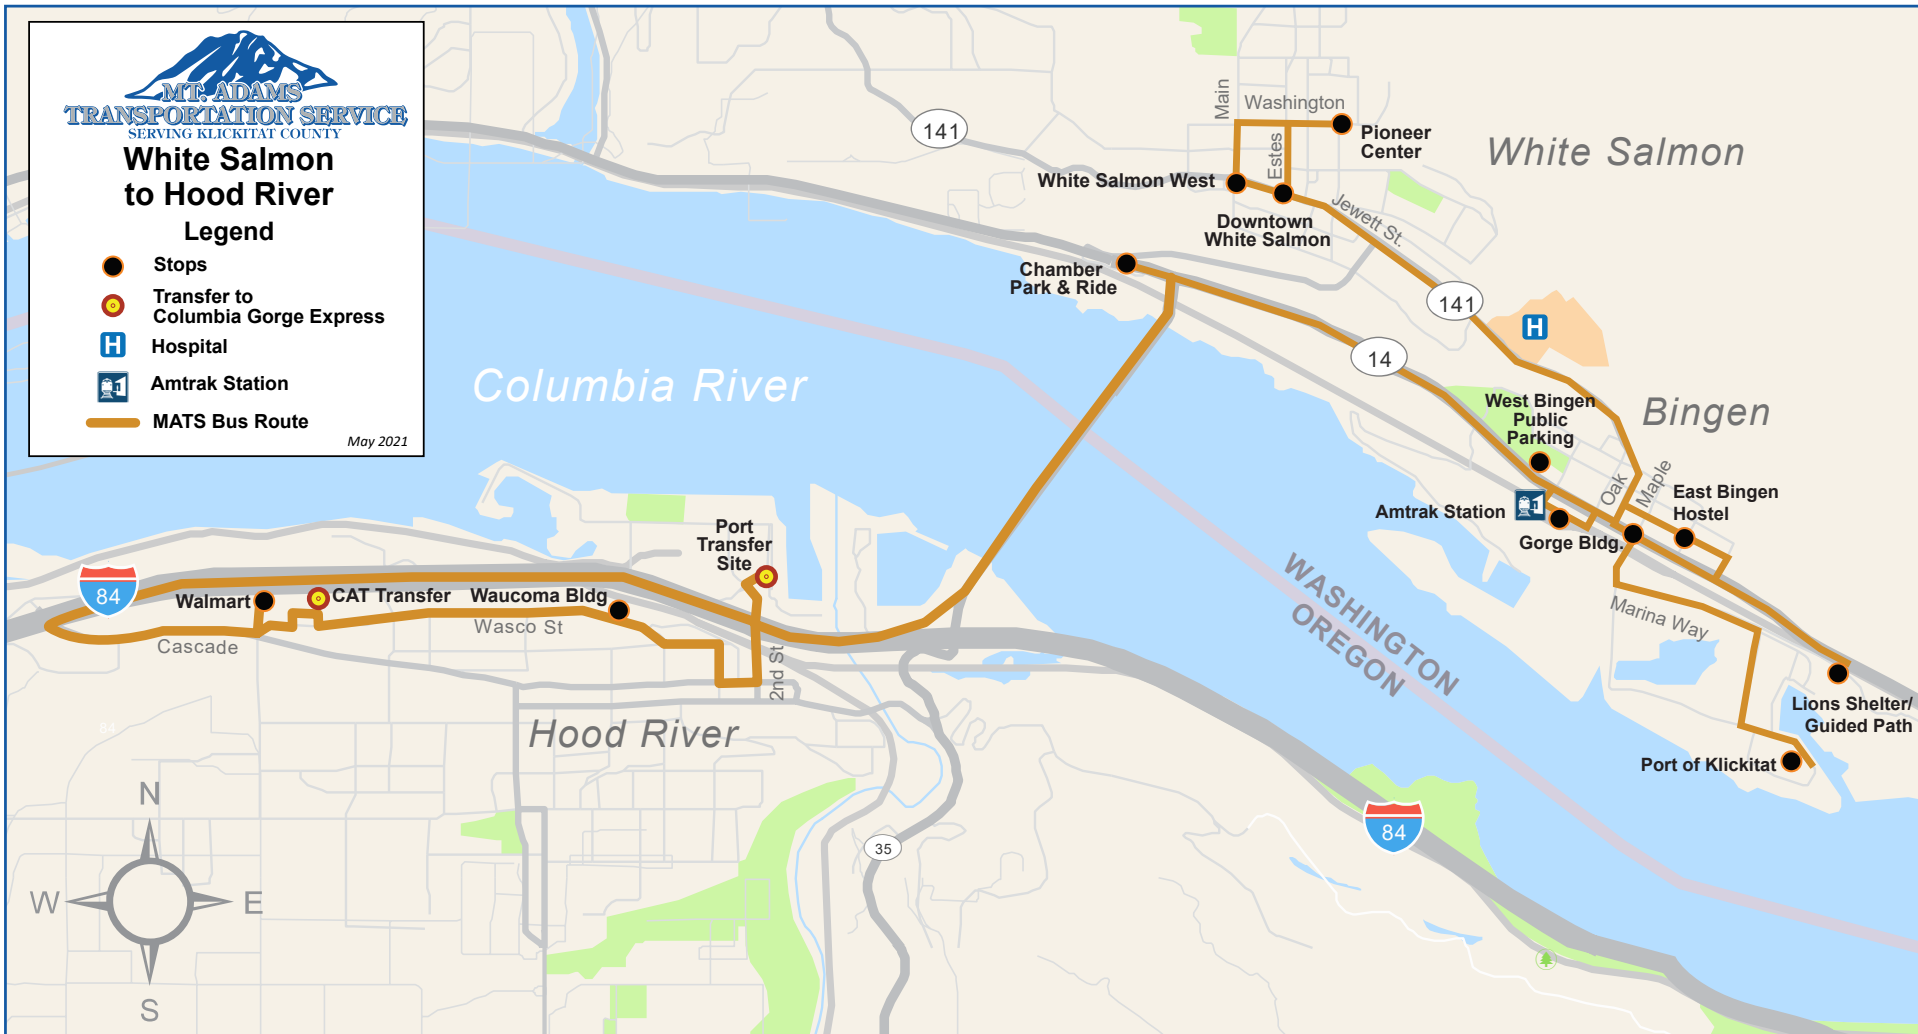 MT. ADAMS
TRANSPORTATION SERVICE
SERVING KLICKITAT COUNTY
White Salmon
to Hood River
Legend
Stops
Transfer to
Columbia Gorge Express
H
Hospital
Amtrak Station
MATS Bus Route
May 2021
141
Main
Washington
Estes
Pioneer
Center
White Salmon
White Salmon West
Downtown
White Salmon
Jewett St.
Chamber
Park & Ride
141
H
14
Columbia River
West Bingen
Public
Parking
Bingen
Oak
Maple
East Bingen
Hostel
Amtrak Station
Gorge Bldg.
Port
Transfer
Site
84
Walmart
CAT Transfer
Waucoma Bldg
Wasco St
Cascade
2nd St
WASHINGTON
OREGON
Marina Way
Lions Shelter/
Guided Path
Port of Klickitat
Hood River
84
84
35
N
W
E
S